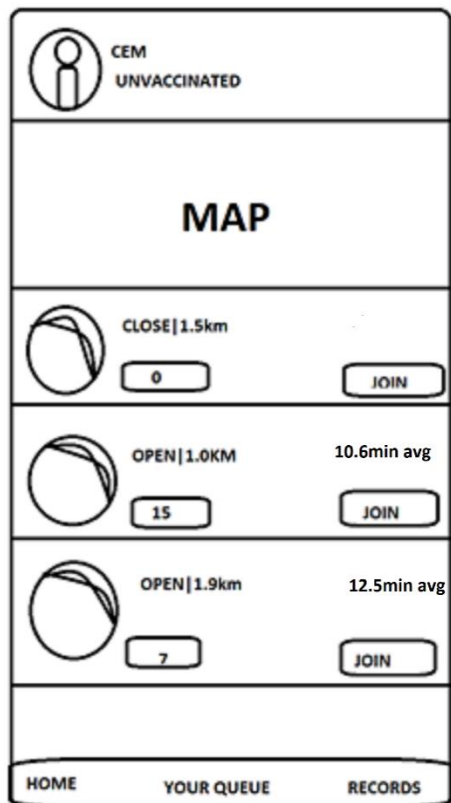 CEM
UNVACCINATED
MAP
CLOSE|1.5km
0
JOIN
OPEN|1.0KM
10.6min avg
15
JOIN
OPEN|1.9km
12.5min avg
7
JOIN
HOME YOUR QUEUE RECORDS